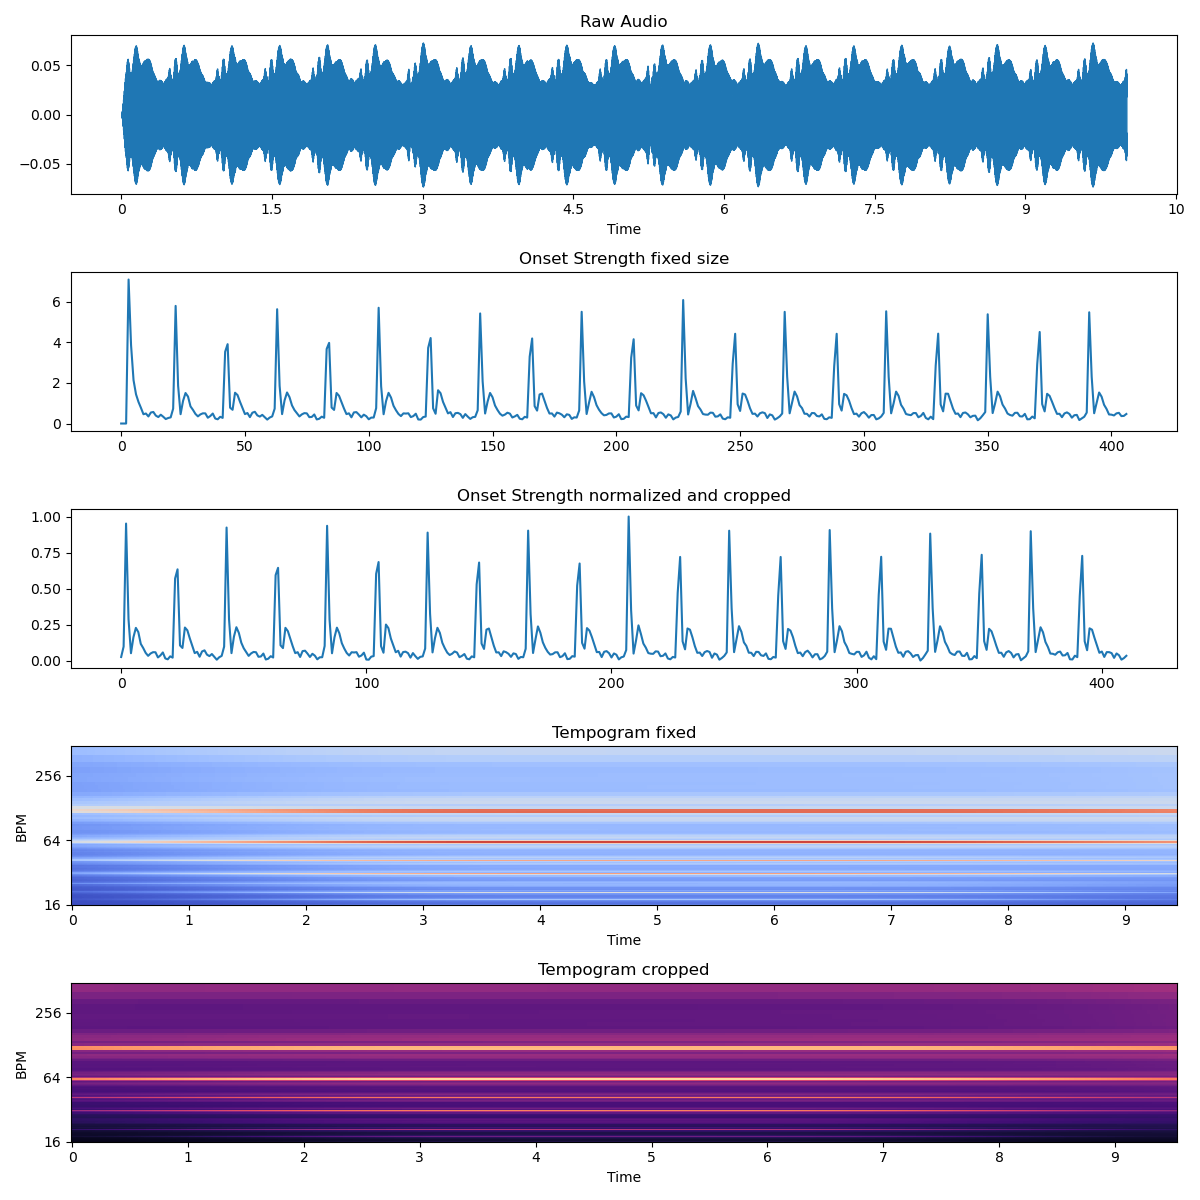 Raw Audio
0.05
0.00
−0.05
0 1.5 3 4.5 6 7.5 9 10
Time
Onset Strength fixed size
6
4
2
0
0 50 100 150 200 250 300 350 400
Onset Strength normalized and cropped
1.00
0.75
0.50
0.25
0.00
0 100 200 300 400
Tempogram fixed
256
BPM
64
16
0 1 2 3 4 5 6 7 8 9
Time
Tempogram cropped
256
BPM
64
16
0 1 2 3 4 5 6 7 8 9
Time